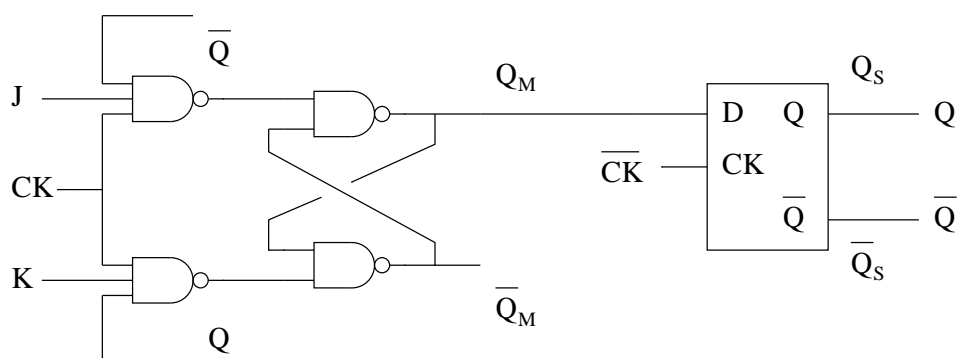 Q̅
J
Q_M
Q_S
D Q Q
CK
C̅K̅ CK
Q̅ Q̅
K
Q̅_S
Q̅_M
Q